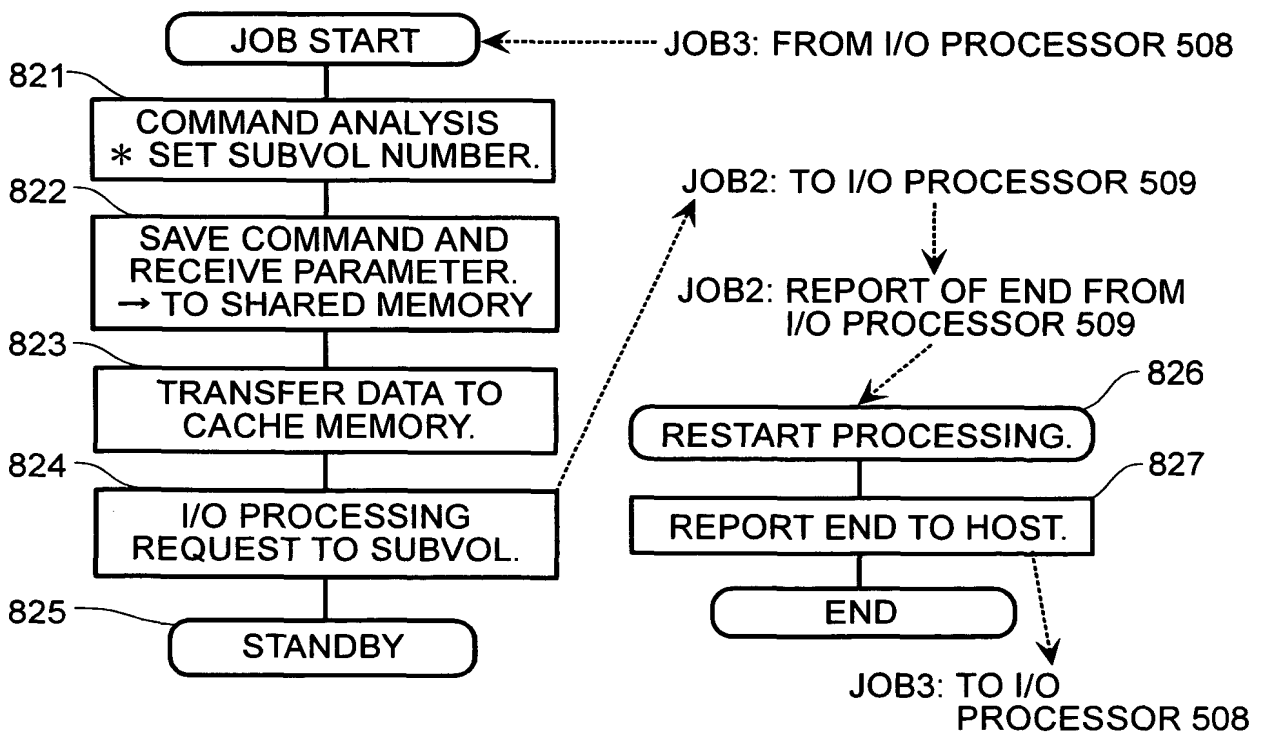 JOB START
JOB3: FROM I/O PROCESSOR 508
821
COMMAND ANALYSIS
* SET SUBVOL NUMBER.
822
SAVE COMMAND AND
RECEIVE PARAMETER.
→ TO SHARED MEMORY
823
TRANSFER DATA TO
CACHE MEMORY.
824
I/O PROCESSING
REQUEST TO SUBVOL.
825
STANDBY
JOB2: TO I/O PROCESSOR 509
JOB2: REPORT OF END FROM
I/O PROCESSOR 509
826
RESTART PROCESSING.
827
REPORT END TO HOST.
END
JOB3: TO I/O
PROCESSOR 508